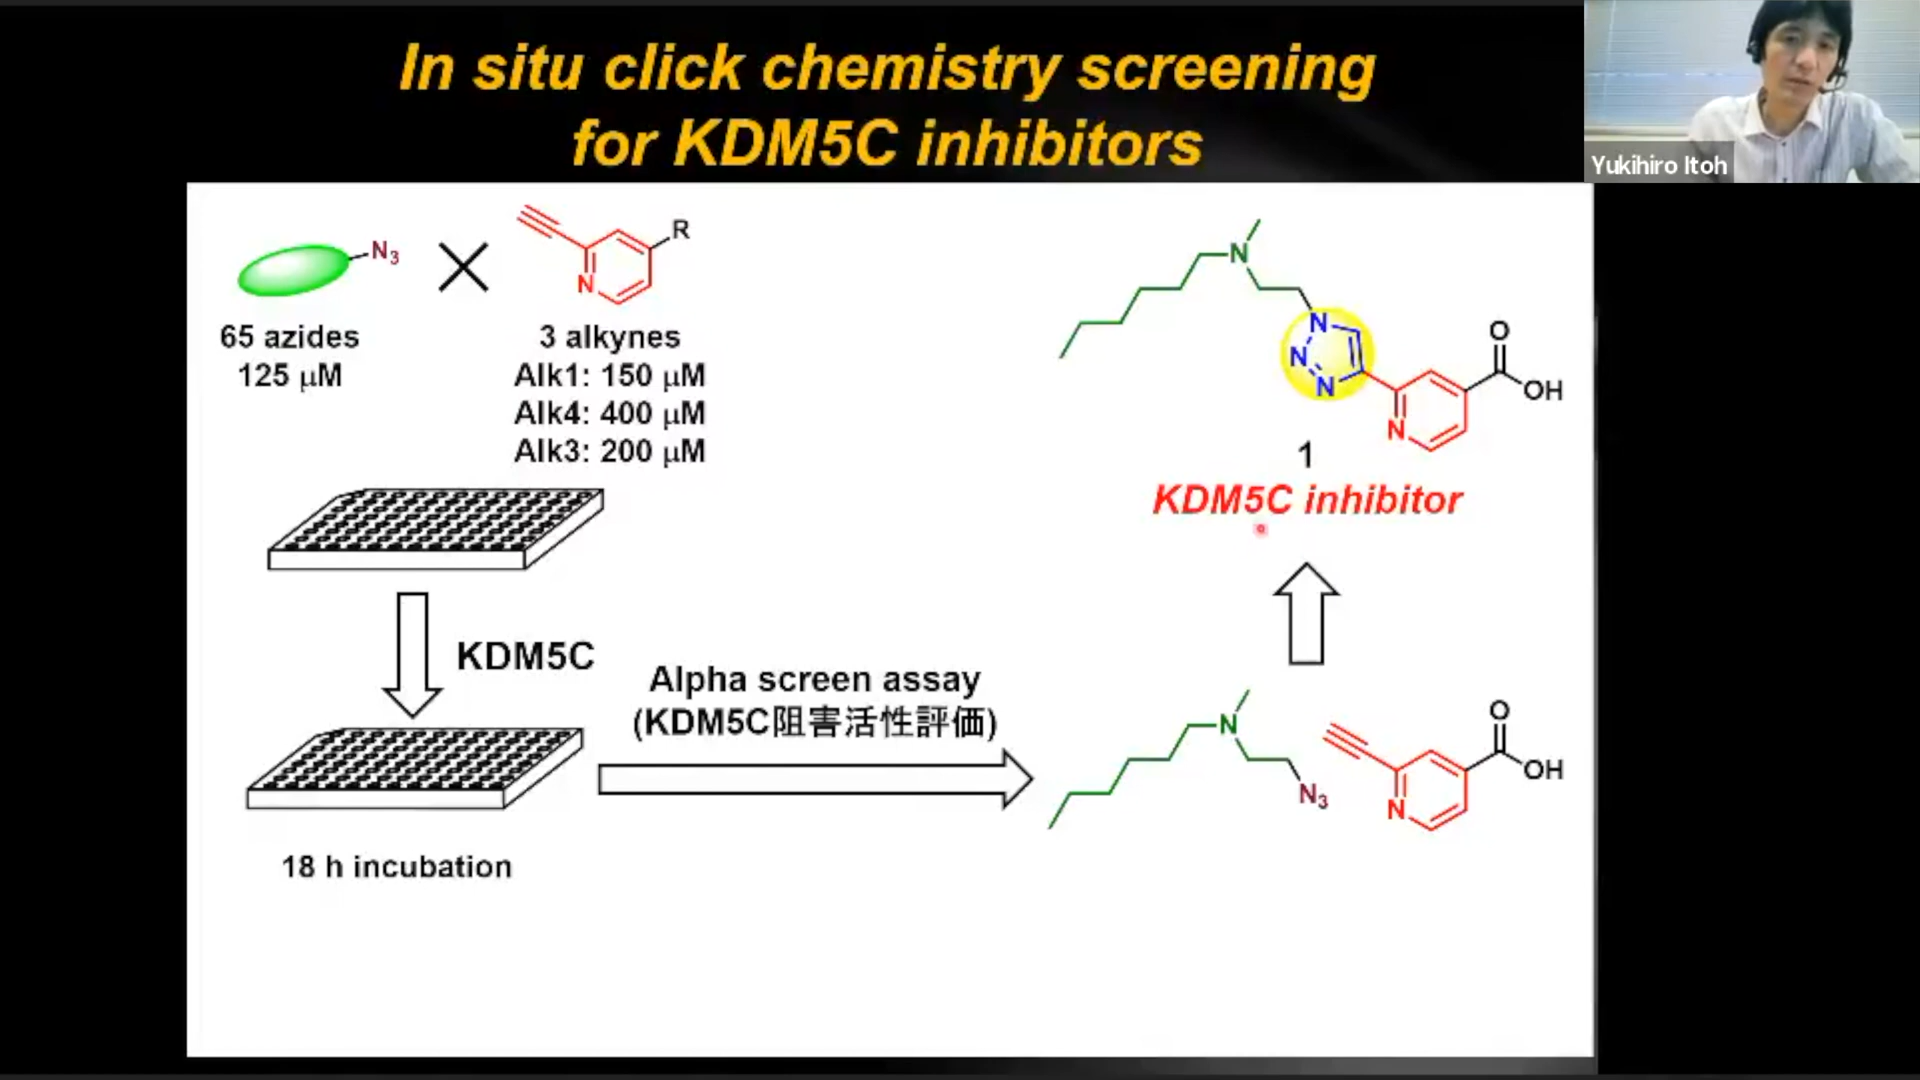 In situ click chemistry screening
for KDM5C inhibitors
Yukihiro Itoh
N3
R
N
65 azides
125 μM
3 alkynes
Alk1: 150 μM
Alk4: 400 μM
Alk3: 200 μM
N
N
N
N
N
O
OH
1
KDM5C inhibitor
KDM5C
Alpha screen assay
(KDM5C阻害活性評価)
18 h incubation
N
N3
N
O
OH